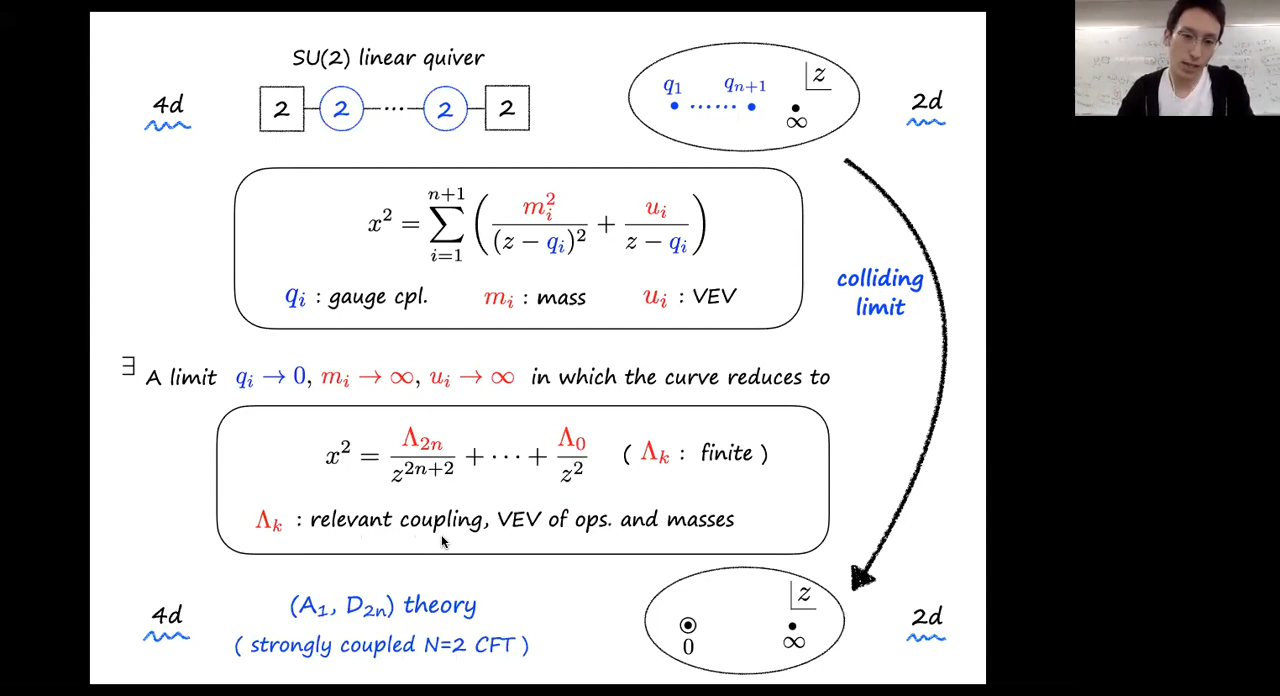 SU(2) linear quiver
4d
2 2 ... 2 2
q₁ ...... qₙ₊₁ z
∞
2d
x² = ∑_{i=1}^{n+1} ( m_i²/(z − q_i)² + u_i/(z − q_i) )
q_i : gauge cpl. m_i : mass u_i : VEV
colliding
limit
∃ A limit q_i → 0, m_i → ∞, u_i → ∞ in which the curve reduces to
x² = Λ_{2n}/z^{2n+2} + ⋯ + Λ_0/z² ( Λ_k : finite )
Λ_k : relevant coupling, VEV of ops. and masses
4d
(A₁, D₂ₙ) theory
( strongly coupled N=2 CFT )
z
0 ∞
2d